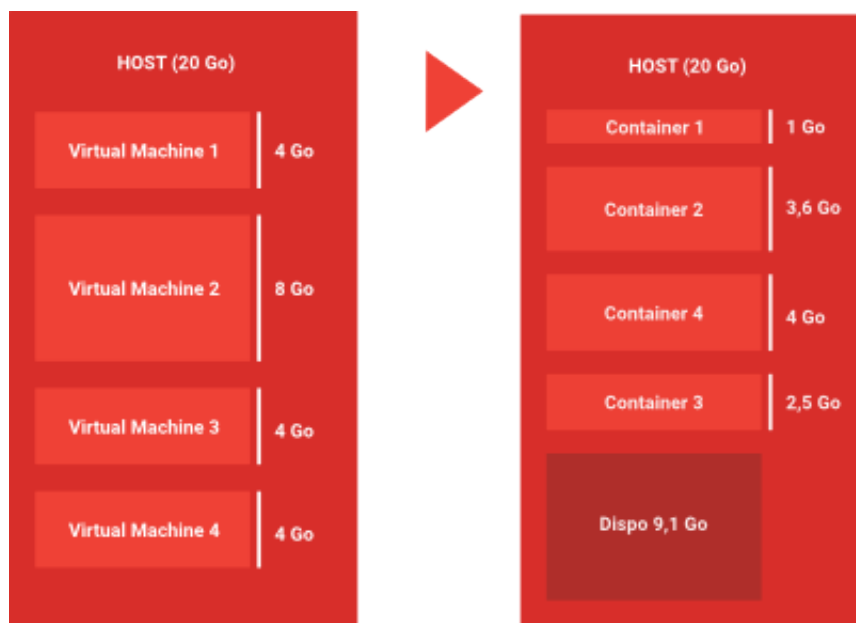 HOST (20 Go)
Virtual Machine 1
4 Go
Virtual Machine 2
8 Go
Virtual Machine 3
4 Go
Virtual Machine 4
4 Go
HOST (20 Go)
Container 1
1 Go
Container 2
3,6 Go
Container 4
4 Go
Container 3
2,5 Go
Dispo 9,1 Go